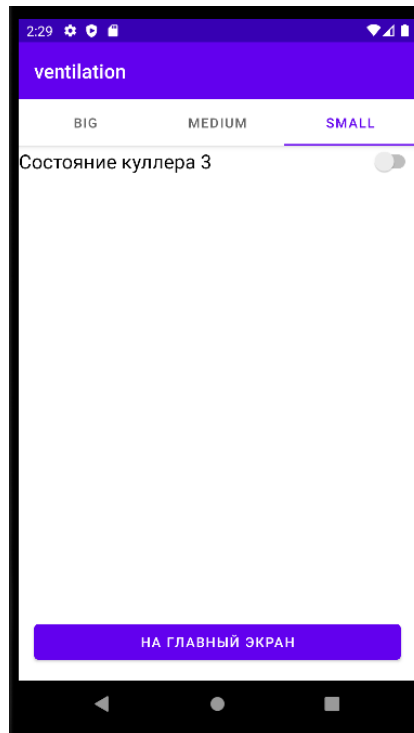 2:29
ventilation
BIG MEDIUM SMALL
Состояние куллера 3
НА ГЛАВНЫЙ ЭКРАН